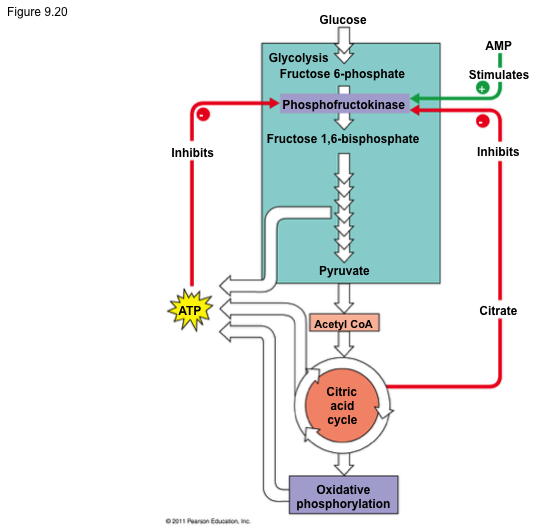 Figure 9.20
Glucose
AMP
Glycolysis
Fructose 6-phosphate
Stimulates
+
Phosphofructokinase
-
-
Fructose 1,6-bisphosphate
Inhibits
Inhibits
Pyruvate
ATP
Citrate
Acetyl CoA
Citric
acid
cycle
Oxidative
phosphorylation
© 2011 Pearson Education, Inc.